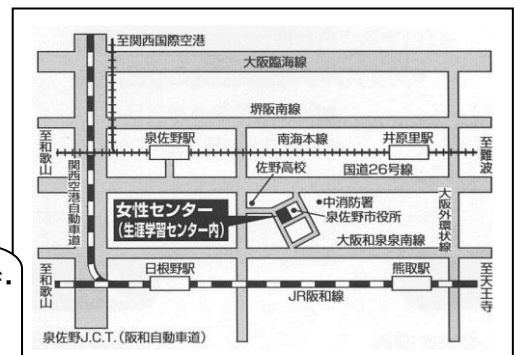 至関西国際空港
大阪臨海線
堺阪南線
泉佐野駅
南海本線
井原里駅
至和歌山
至難波
関西空港自動車道
佐野高校
国道26号線
女性センター
(生涯学習センター内)
•中消防署
泉佐野市役所
大阪外環状線
大阪和泉泉南線
至和歌山
日根野駅
熊取駅
JR阪和線
至天王寺
泉佐野J.C.T.(阪和自動車道)